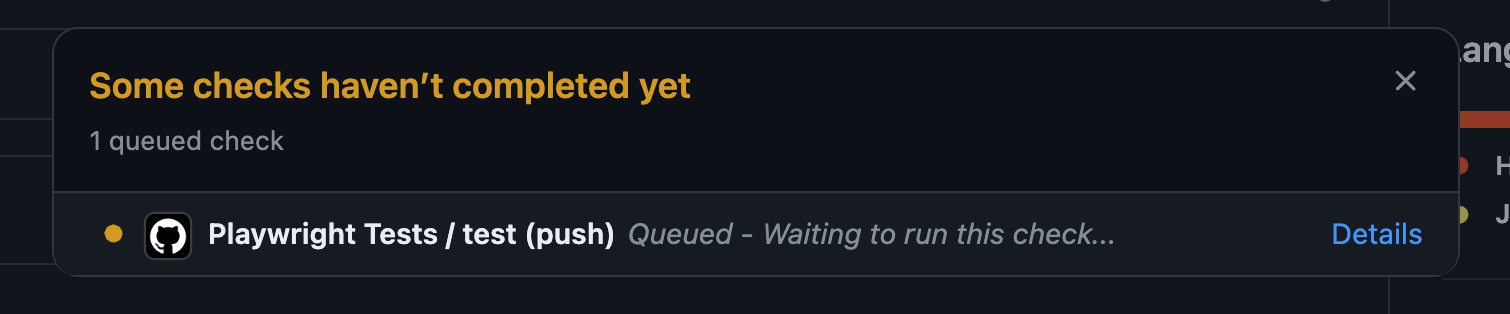 Some checks haven’t completed yet
1 queued check
Playwright Tests / test (push) Queued - Waiting to run this check...
Details